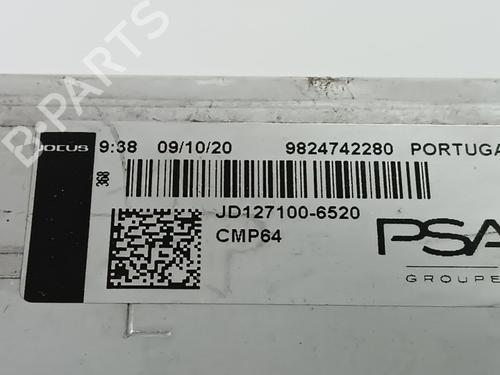 B-PARTS
JOCUS 9:38 09/10/20 9824742280 PORTUGA
368
JD127100-6520
CMP64
PSA
GROUPE